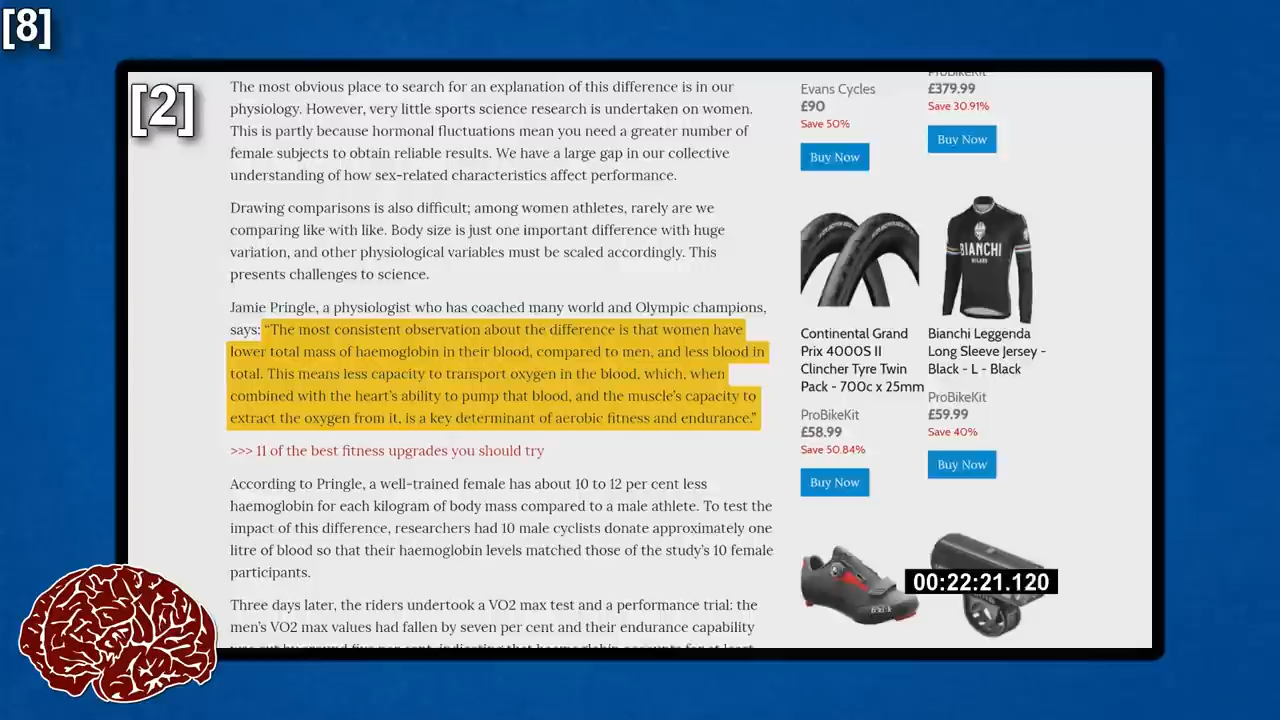 [8]
[2]
The most obvious place to search for an explanation of this difference is in our
physiology. However, very little sports science research is undertaken on women.
This is partly because hormonal fluctuations mean you need a greater number of
female subjects to obtain reliable results. We have a large gap in our collective
understanding of how sex-related characteristics affect performance.
Drawing comparisons is also difficult; among women athletes, rarely are we
comparing like with like. Body size is just one important difference with huge
variation, and other physiological variables must be scaled accordingly. This
presents challenges to science.
Jamie Pringle, a physiologist who has coached many world and Olympic champions,
says: “The most consistent observation about the difference is that women have
lower total mass of haemoglobin in their blood, compared to men, and less blood in
total. This means less capacity to transport oxygen in the blood, which, when
combined with the heart’s ability to pump that blood, and the muscle’s capacity to
extract the oxygen from it, is a key determinant of aerobic fitness and endurance.”
>>> 11 of the best fitness upgrades you should try
According to Pringle, a well-trained female has about 10 to 12 per cent less
haemoglobin for each kilogram of body mass compared to a male athlete. To test the
impact of this difference, researchers had 10 male cyclists donate approximately one
litre of blood so that their haemoglobin levels matched those of the study’s 10 female
participants.
Three days later, the riders undertook a VO2 max test and a performance trial: the
men’s VO2 max values had fallen by seven per cent and their endurance capability
Evans Cycles
£90
Save 50%
Buy Now
ProBikeKit
£379.99
Save 30.91%
Buy Now
BIANCHI
MILANO
Continental Grand
Prix 4000S II
Clincher Tyre Twin
Pack - 700c x 25mm
ProBikeKit
£58.99
Save 50.84%
Buy Now
Bianchi Leggenda
Long Sleeve Jersey -
Black - L - Black
ProBikeKit
£59.99
Save 40%
Buy Now
00:22:21.120